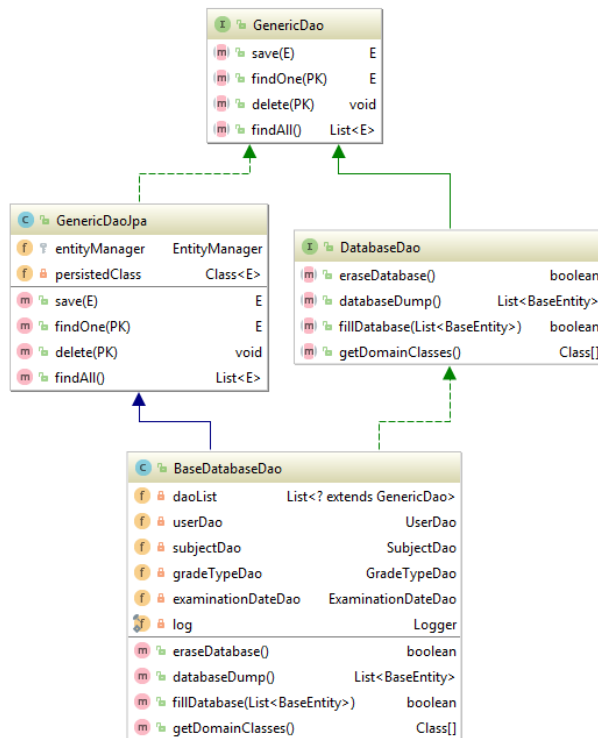 I GenericDao
m save(E) E
m findOne(PK) E
m delete(PK) void
m findAll() List<E>
C GenericDaoJpa
f entityManager EntityManager
f persistedClass Class<E>
m save(E) E
m findOne(PK) E
m delete(PK) void
m findAll() List<E>
I DatabaseDao
m eraseDatabase() boolean
m databaseDump() List<BaseEntity>
m fillDatabase(List<BaseEntity>) boolean
m getDomainClasses() Class[]
C BaseDatabaseDao
f daoList List<? extends GenericDao>
f userDao UserDao
f subjectDao SubjectDao
f gradeTypeDao GradeTypeDao
f examinationDateDao ExaminationDateDao
f log Logger
m eraseDatabase() boolean
m databaseDump() List<BaseEntity>
m fillDatabase(List<BaseEntity>) boolean
m getDomainClasses() Class[]